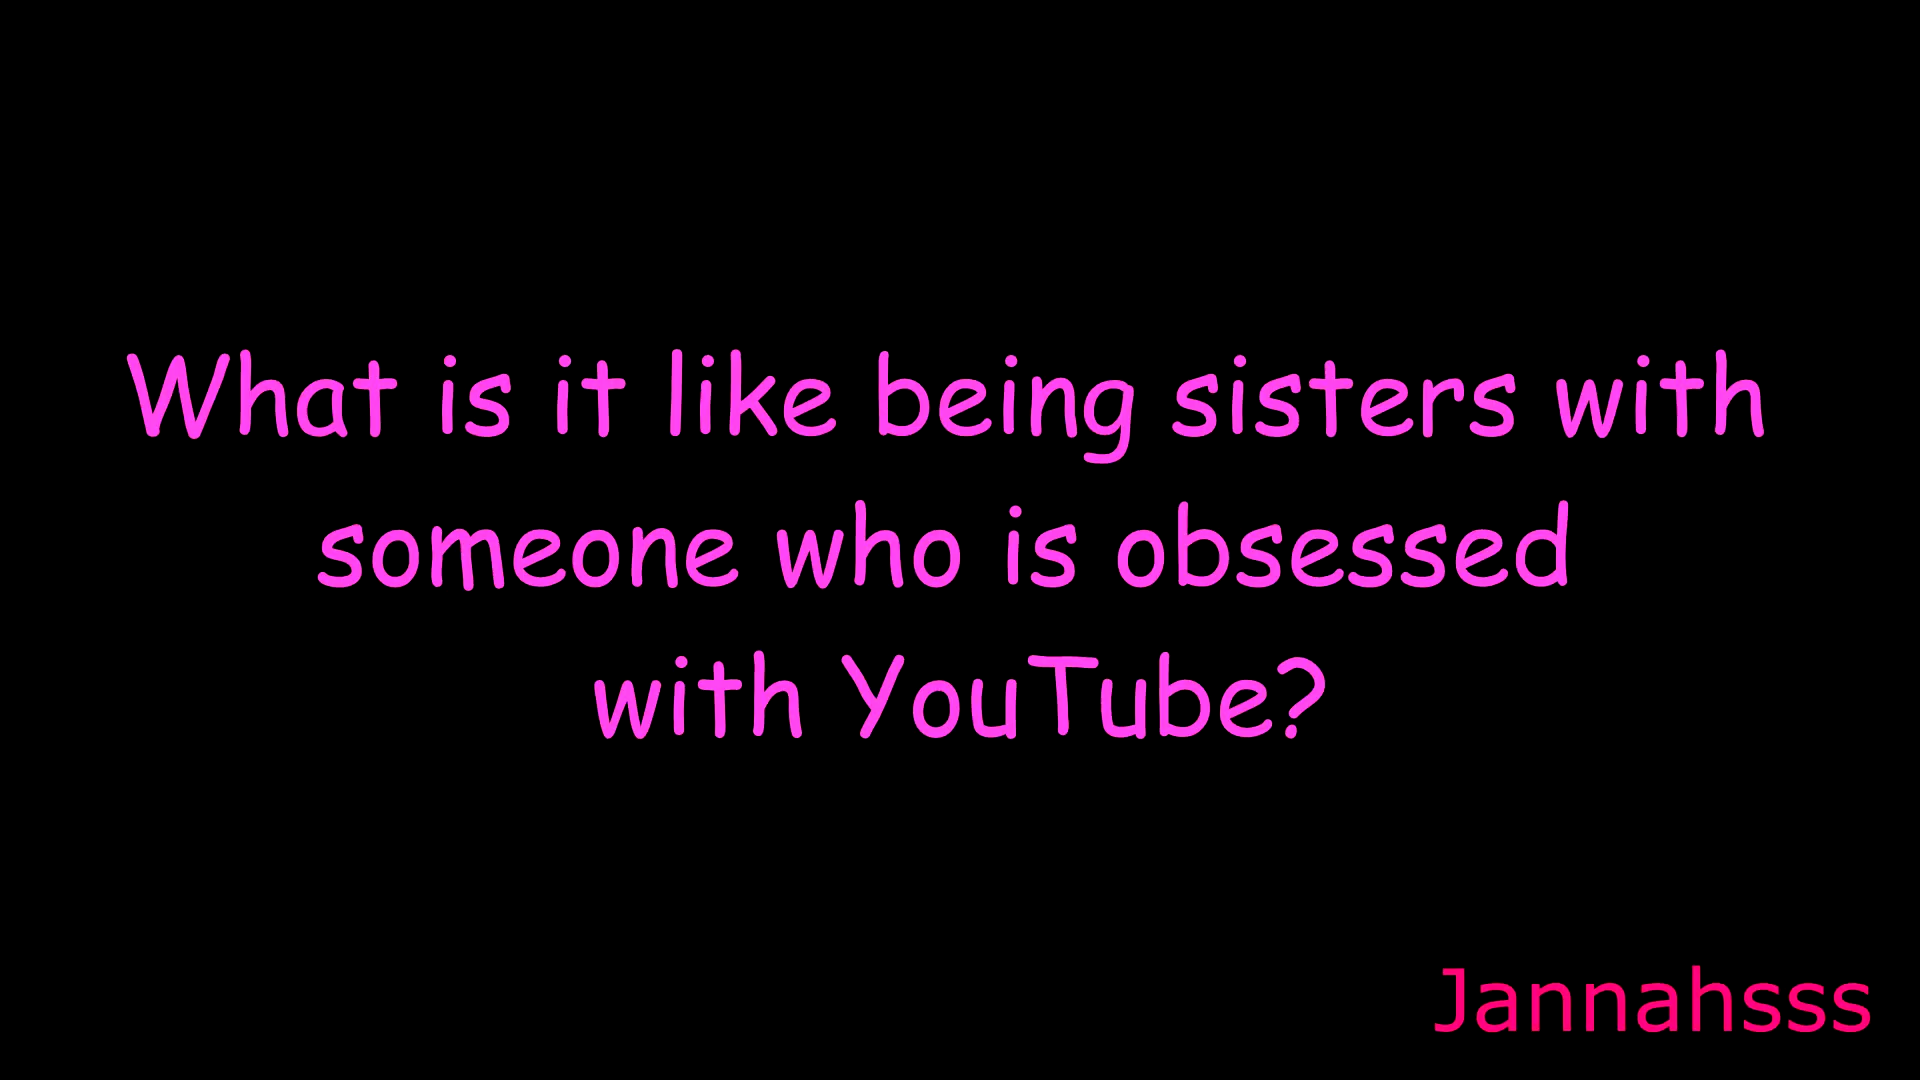 What is it like being sisters with
someone who is obsessed
with YouTube?
Jannahsss